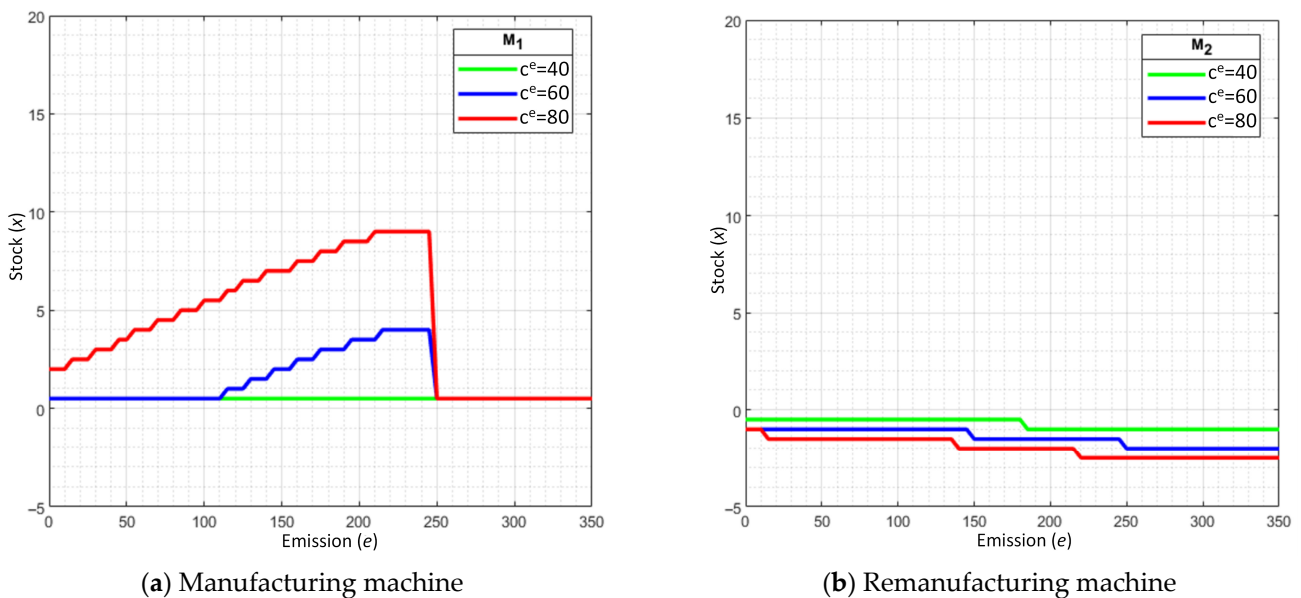 20
15
10
5
0
−5
Stock (x)
0 50 100 150 200 250 300 350
Emission (e)
M1
cᵉ=40
cᵉ=60
cᵉ=80
(a) Manufacturing machine
20
15
10
5
0
−5
Stock (x)
0 50 100 150 200 250 300 350
Emission (e)
M2
cᵉ=40
cᵉ=60
cᵉ=80
(b) Remanufacturing machine